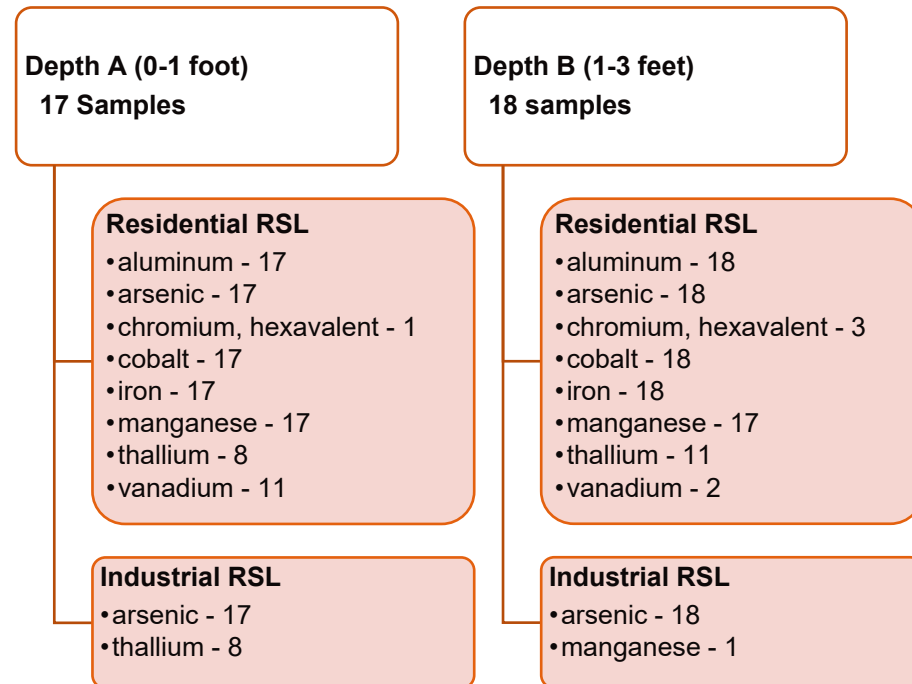 Depth A (0-1 foot)
17 Samples
Residential RSL
•aluminum - 17
•arsenic - 17
•chromium, hexavalent - 1
•cobalt - 17
•iron - 17
•manganese - 17
•thallium - 8
•vanadium - 11
Industrial RSL
•arsenic - 17
•thallium - 8
Depth B (1-3 feet)
18 samples
Residential RSL
•aluminum - 18
•arsenic - 18
•chromium, hexavalent - 3
•cobalt - 18
•iron - 18
•manganese - 17
•thallium - 11
•vanadium - 2
Industrial RSL
•arsenic - 18
•manganese - 1